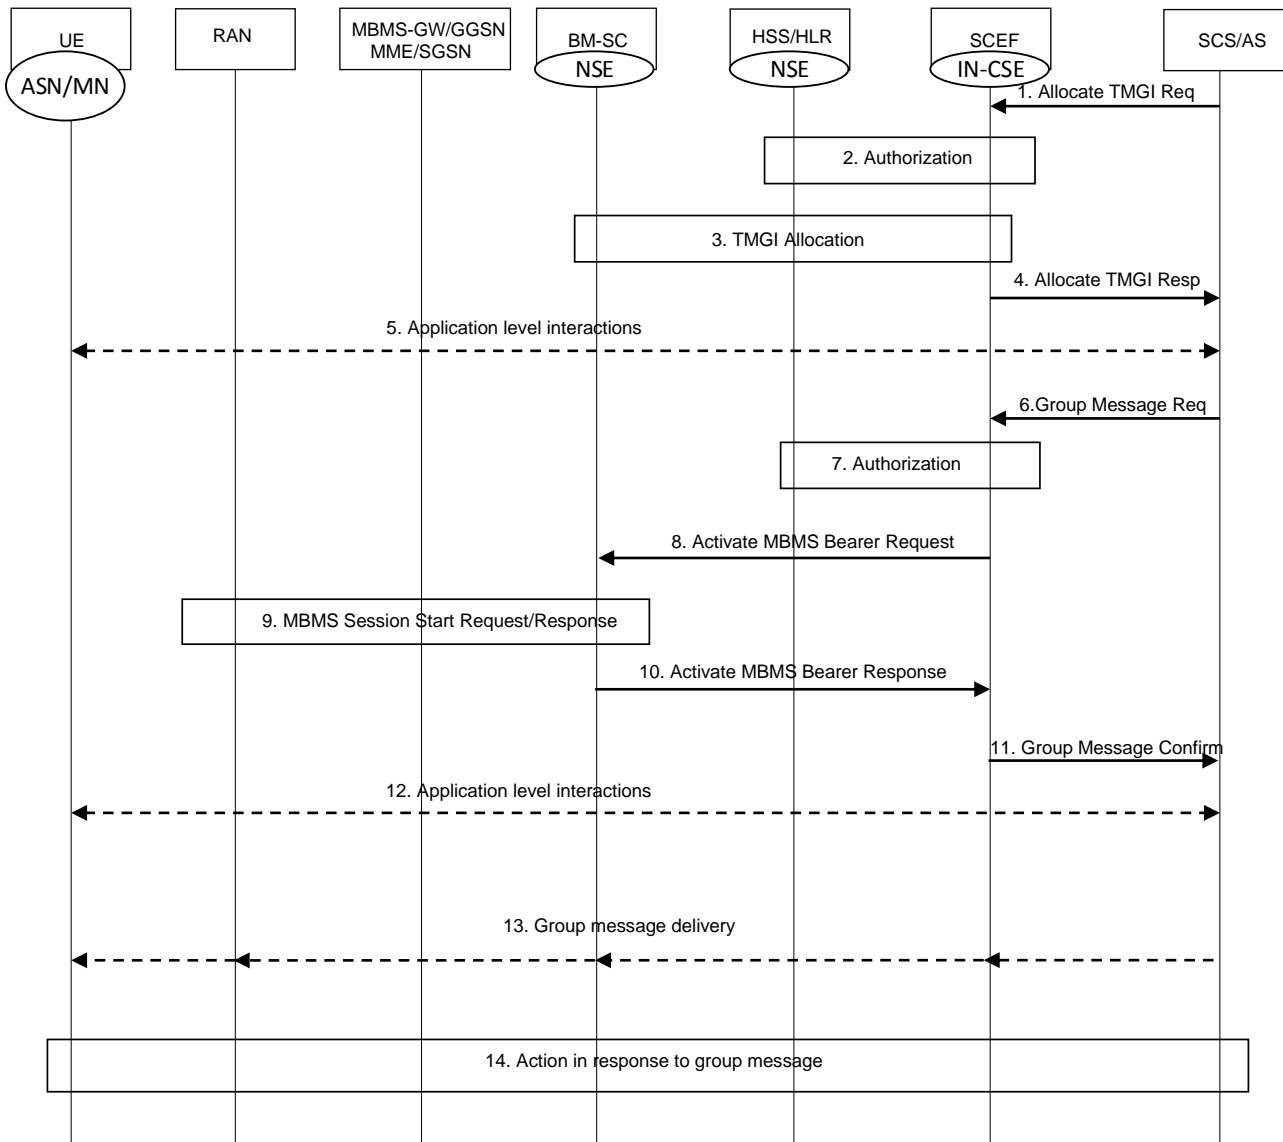 UE
ASN/MN
RAN
MBMS-GW/GGSN
MME/SGSN
BM-SC
NSE
HSS/HLR
NSE
SCEF
IN-CSE
SCS/AS
1. Allocate TMGI Req
2. Authorization
3. TMGI Allocation
4. Allocate TMGI Resp
5. Application level interactions
6.Group Message Req
7. Authorization
8. Activate MBMS Bearer Request
9. MBMS Session Start Request/Response
10. Activate MBMS Bearer Response
11. Group Message Confirm
12. Application level interactions
13. Group message delivery
14. Action in response to group message